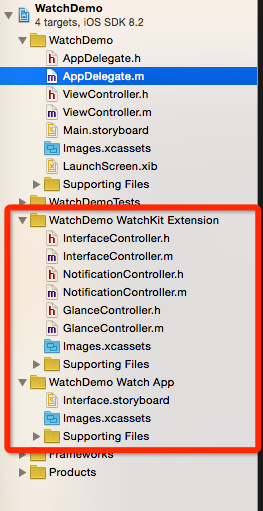 WatchDemo
4 targets, iOS SDK 8.2
WatchDemo
AppDelegate.h
AppDelegate.m
ViewController.h
ViewController.m
Main.storyboard
Images.xcassets
LaunchScreen.xib
Supporting Files
WatchDemoTests
WatchDemo WatchKit Extension
InterfaceController.h
InterfaceController.m
NotificationController.h
NotificationController.m
GlanceController.h
GlanceController.m
Images.xcassets
Supporting Files
WatchDemo Watch App
Interface.storyboard
Images.xcassets
Supporting Files
Frameworks
Products